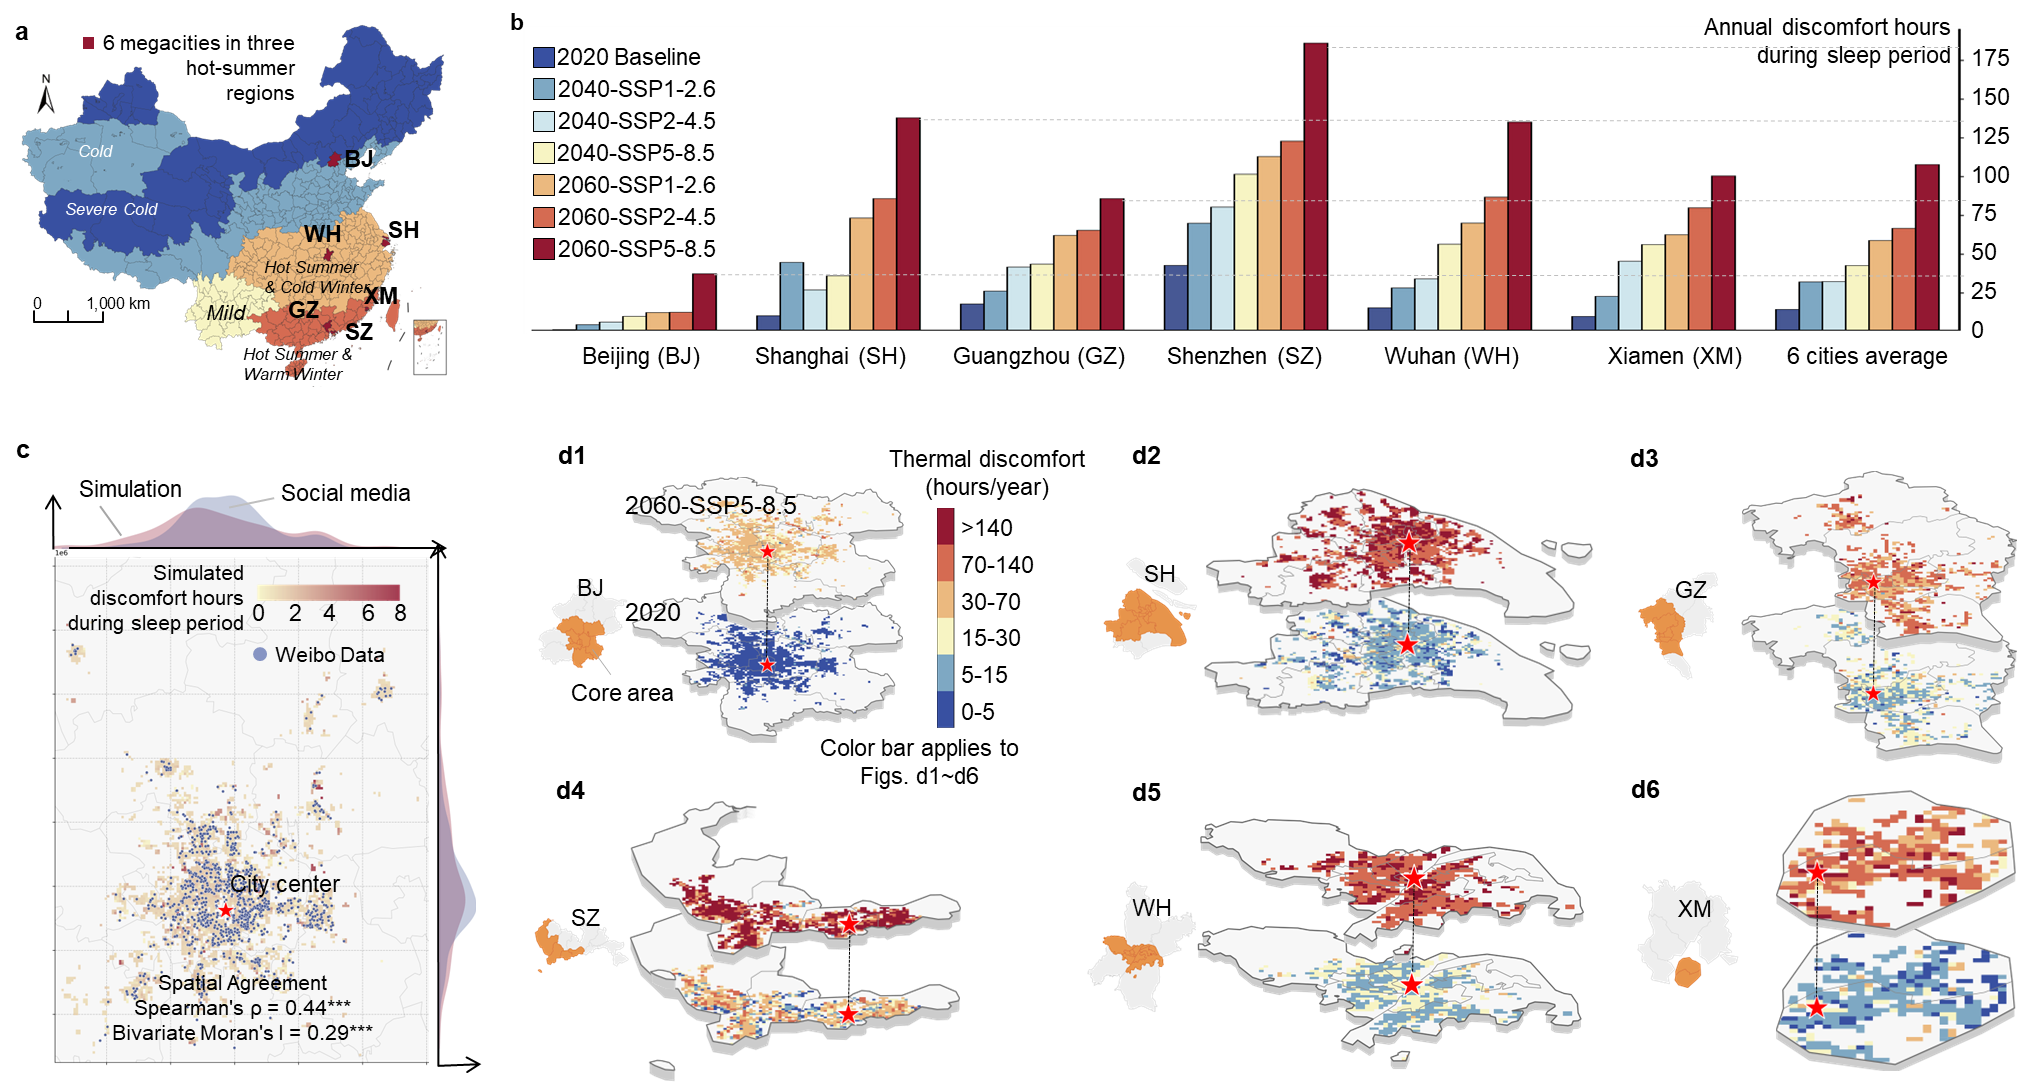 a
6 megacities in three
hot-summer
regions
N
Cold
Severe Cold
BJ
WH
SH
Hot Summer
& Cold Winter
XM
Mild
GZ
SZ
Hot Summer &
Warm Winter
0
1,000 km
b
2020 Baseline
2040-SSP1-2.6
2040-SSP2-4.5
2040-SSP5-8.5
2060-SSP1-2.6
2060-SSP2-4.5
2060-SSP5-8.5
Annual discomfort hours
during sleep period
175
150
125
100
75
50
25
0
Beijing (BJ)
Shanghai (SH)
Guangzhou (GZ)
Shenzhen (SZ)
Wuhan (WH)
Xiamen (XM)
6 cities average
c
Simulation
Social media
1e6
Simulated
discomfort hours
during sleep period
0 2 4 6 8
Weibo Data
City center
Spatial Agreement
Spearman's ρ = 0.44***
Bivariate Moran's I = 0.29***
d1
2060-SSP5-8.5
BJ
2020
Core area
Thermal discomfort
(hours/year)
>140
70-140
30-70
15-30
5-15
0-5
Color bar applies to
Figs. d1~d6
d2
SH
d3
GZ
d4
SZ
d5
WH
d6
XM